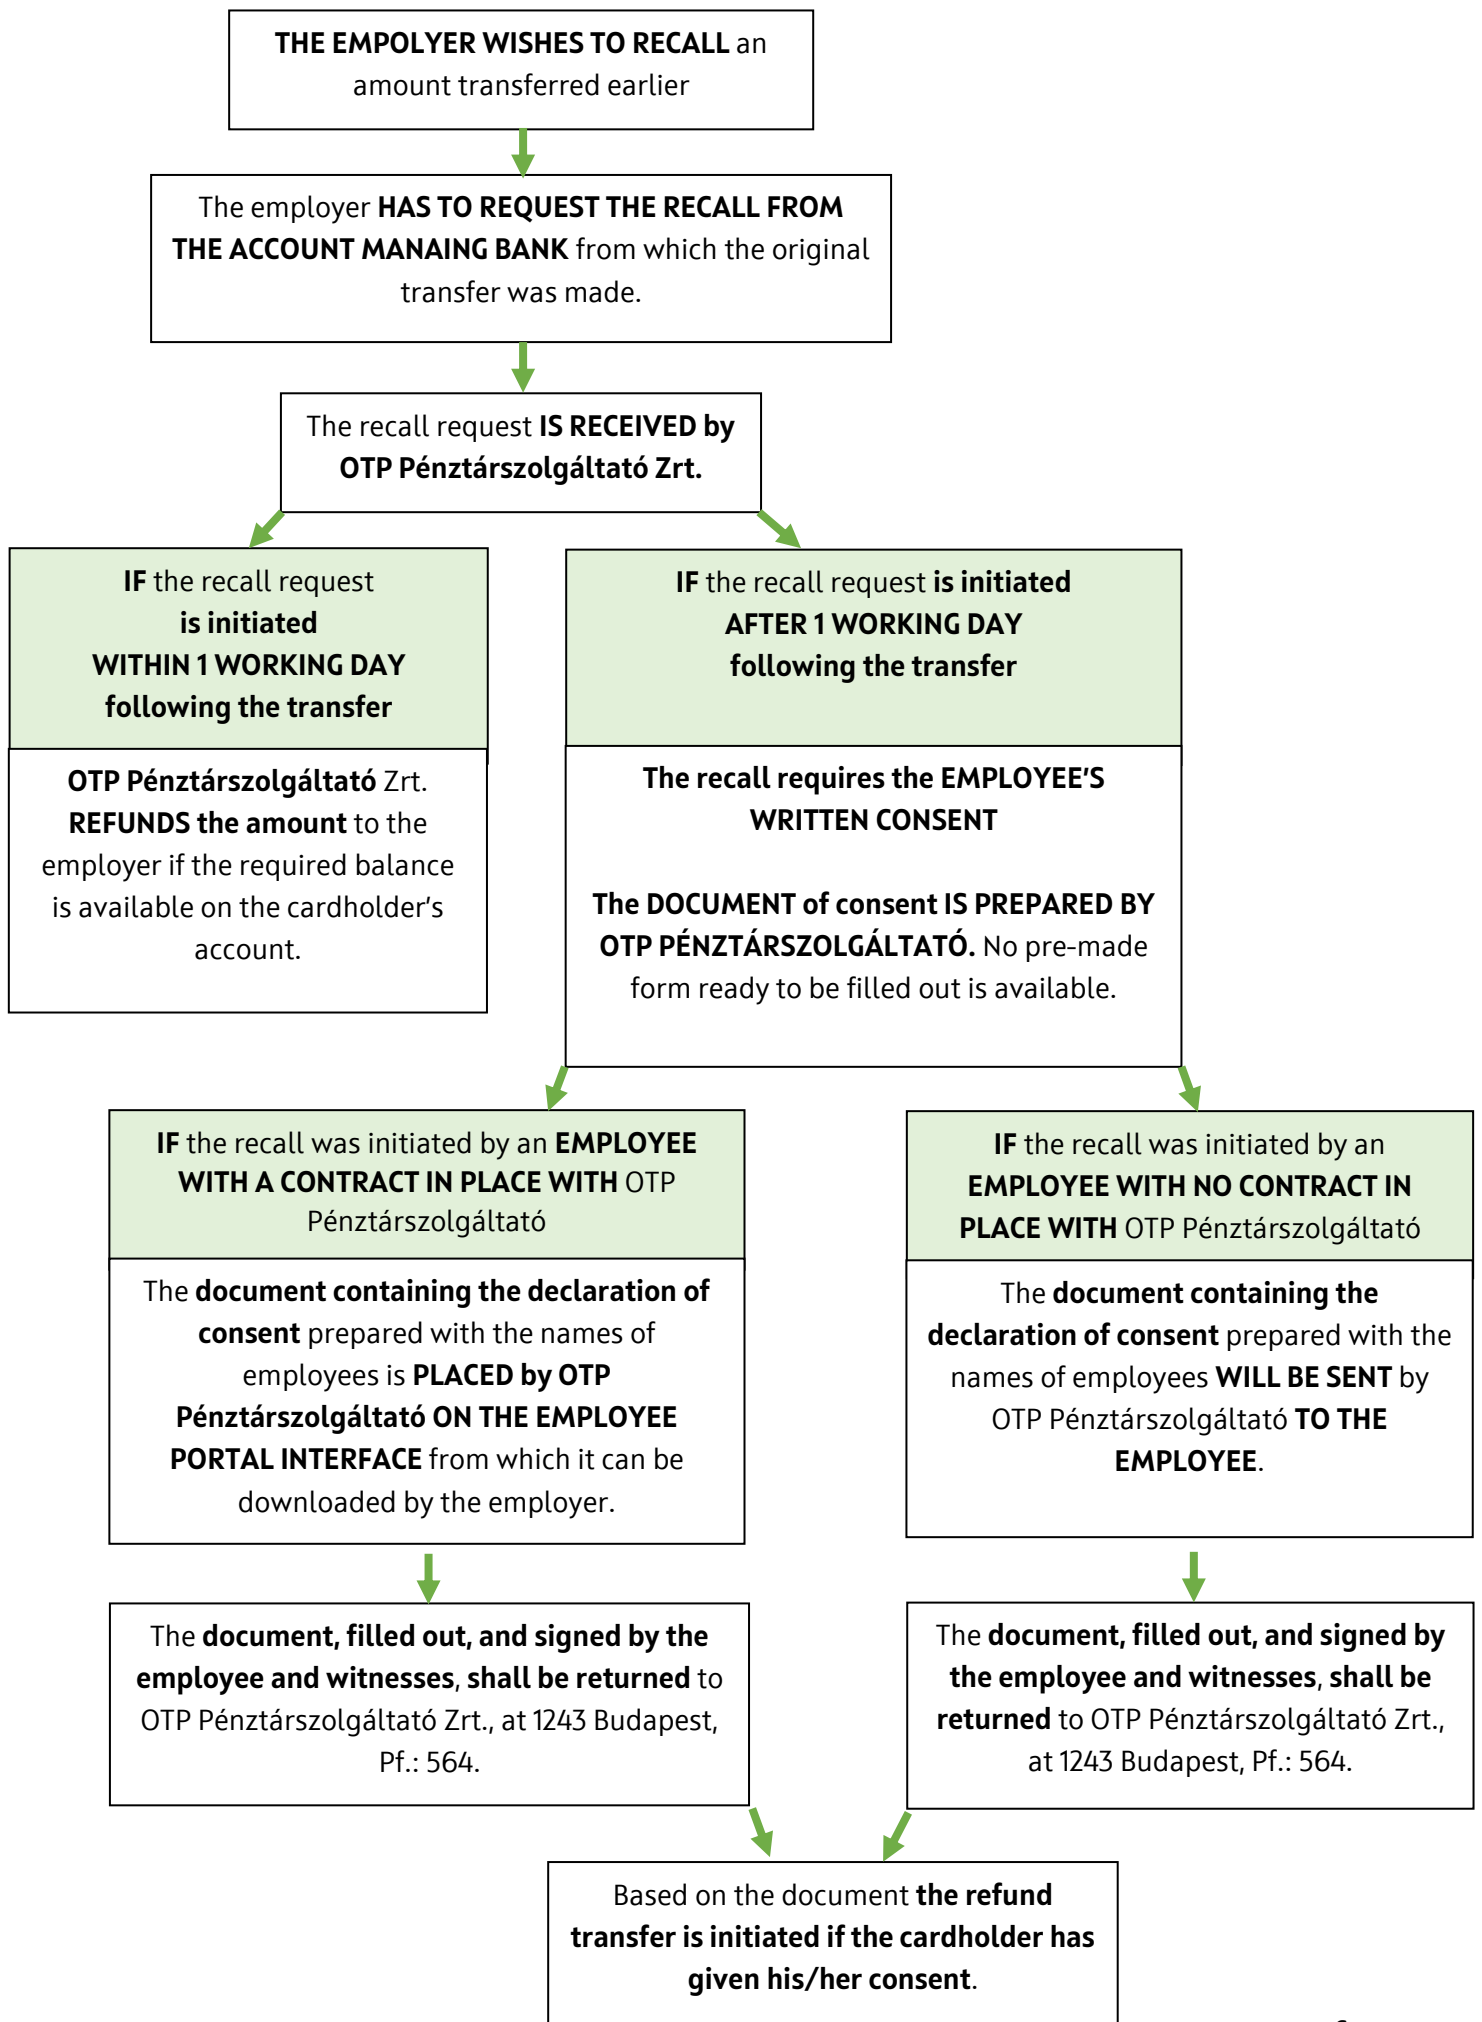 THE EMPOLYER WISHES TO RECALL an
amount transferred earlier
The employer HAS TO REQUEST THE RECALL FROM
THE ACCOUNT MANAING BANK from which the original
transfer was made.
The recall request IS RECEIVED by
OTP Pénztárszolgáltató Zrt.
IF the recall request
is initiated
WITHIN 1 WORKING DAY
following the transfer
OTP Pénztárszolgáltató Zrt.
REFUNDS the amount to the
employer if the required balance
is available on the cardholder's
account.
IF the recall request is initiated
AFTER 1 WORKING DAY
following the transfer
The recall requires the EMPLOYEE'S
WRITTEN CONSENT
The DOCUMENT of consent IS PREPARED BY
OTP PÉNZTÁRSZOLGÁLTATÓ. No pre-made
form ready to be filled out is available.
IF the recall was initiated by an EMPLOYEE
WITH A CONTRACT IN PLACE WITH OTP
Pénztárszolgáltató
The document containing the declaration of
consent prepared with the names of
employees is PLACED by OTP
Pénztárszolgáltató ON THE EMPLOYEE
PORTAL INTERFACE from which it can be
downloaded by the employer.
The document, filled out, and signed by the
employee and witnesses, shall be returned to
OTP Pénztárszolgáltató Zrt., at 1243 Budapest,
Pf.: 564.
IF the recall was initiated by an
EMPLOYEE WITH NO CONTRACT IN
PLACE WITH OTP Pénztárszolgáltató
The document containing the
declaration of consent prepared with the
names of employees WILL BE SENT by
OTP Pénztárszolgáltató TO THE
EMPLOYEE.
The document, filled out, and signed by
the employee and witnesses, shall be
returned to OTP Pénztárszolgáltató Zrt.,
at 1243 Budapest, Pf.: 564.
Based on the document the refund
transfer is initiated if the cardholder has
given his/her consent.